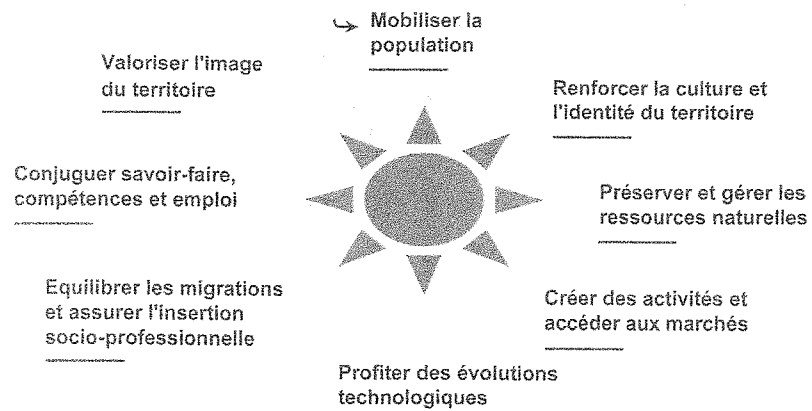 Mobiliser la
population
Valoriser l'image
du territoire
Renforcer la culture et
l'identité du territoire
Conjuguer savoir-faire,
compétences et emploi
Préserver et gérer les
ressources naturelles
Equilibrer les migrations
et assurer l'insertion
socio-professionnelle
Créer des activités et
accéder aux marchés
Profiter des évolutions
technologiques